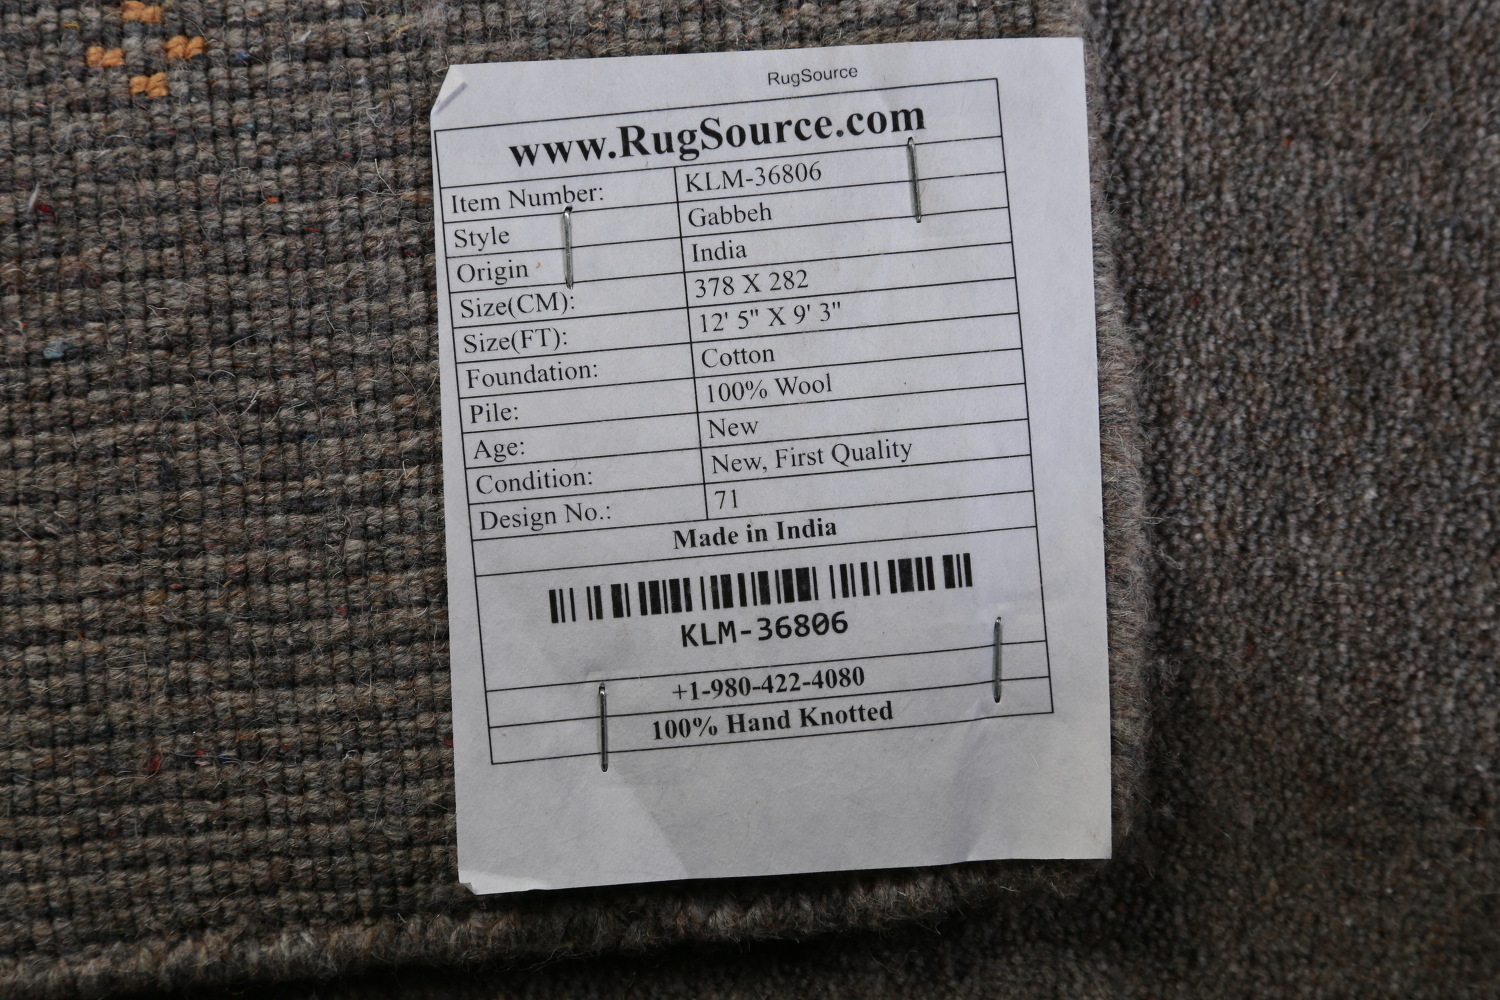 RugSource
www.RugSource.com
Item Number: KLM-36806
Style Gabbeh
Origin India
Size(CM): 378 X 282
Size(FT): 12' 5" X 9' 3"
Foundation: Cotton
Pile: 100% Wool
Age: New
Condition: New, First Quality
Design No.: 71
Made in India
KLM-36806
+1-980-422-4080
100% Hand Knotted